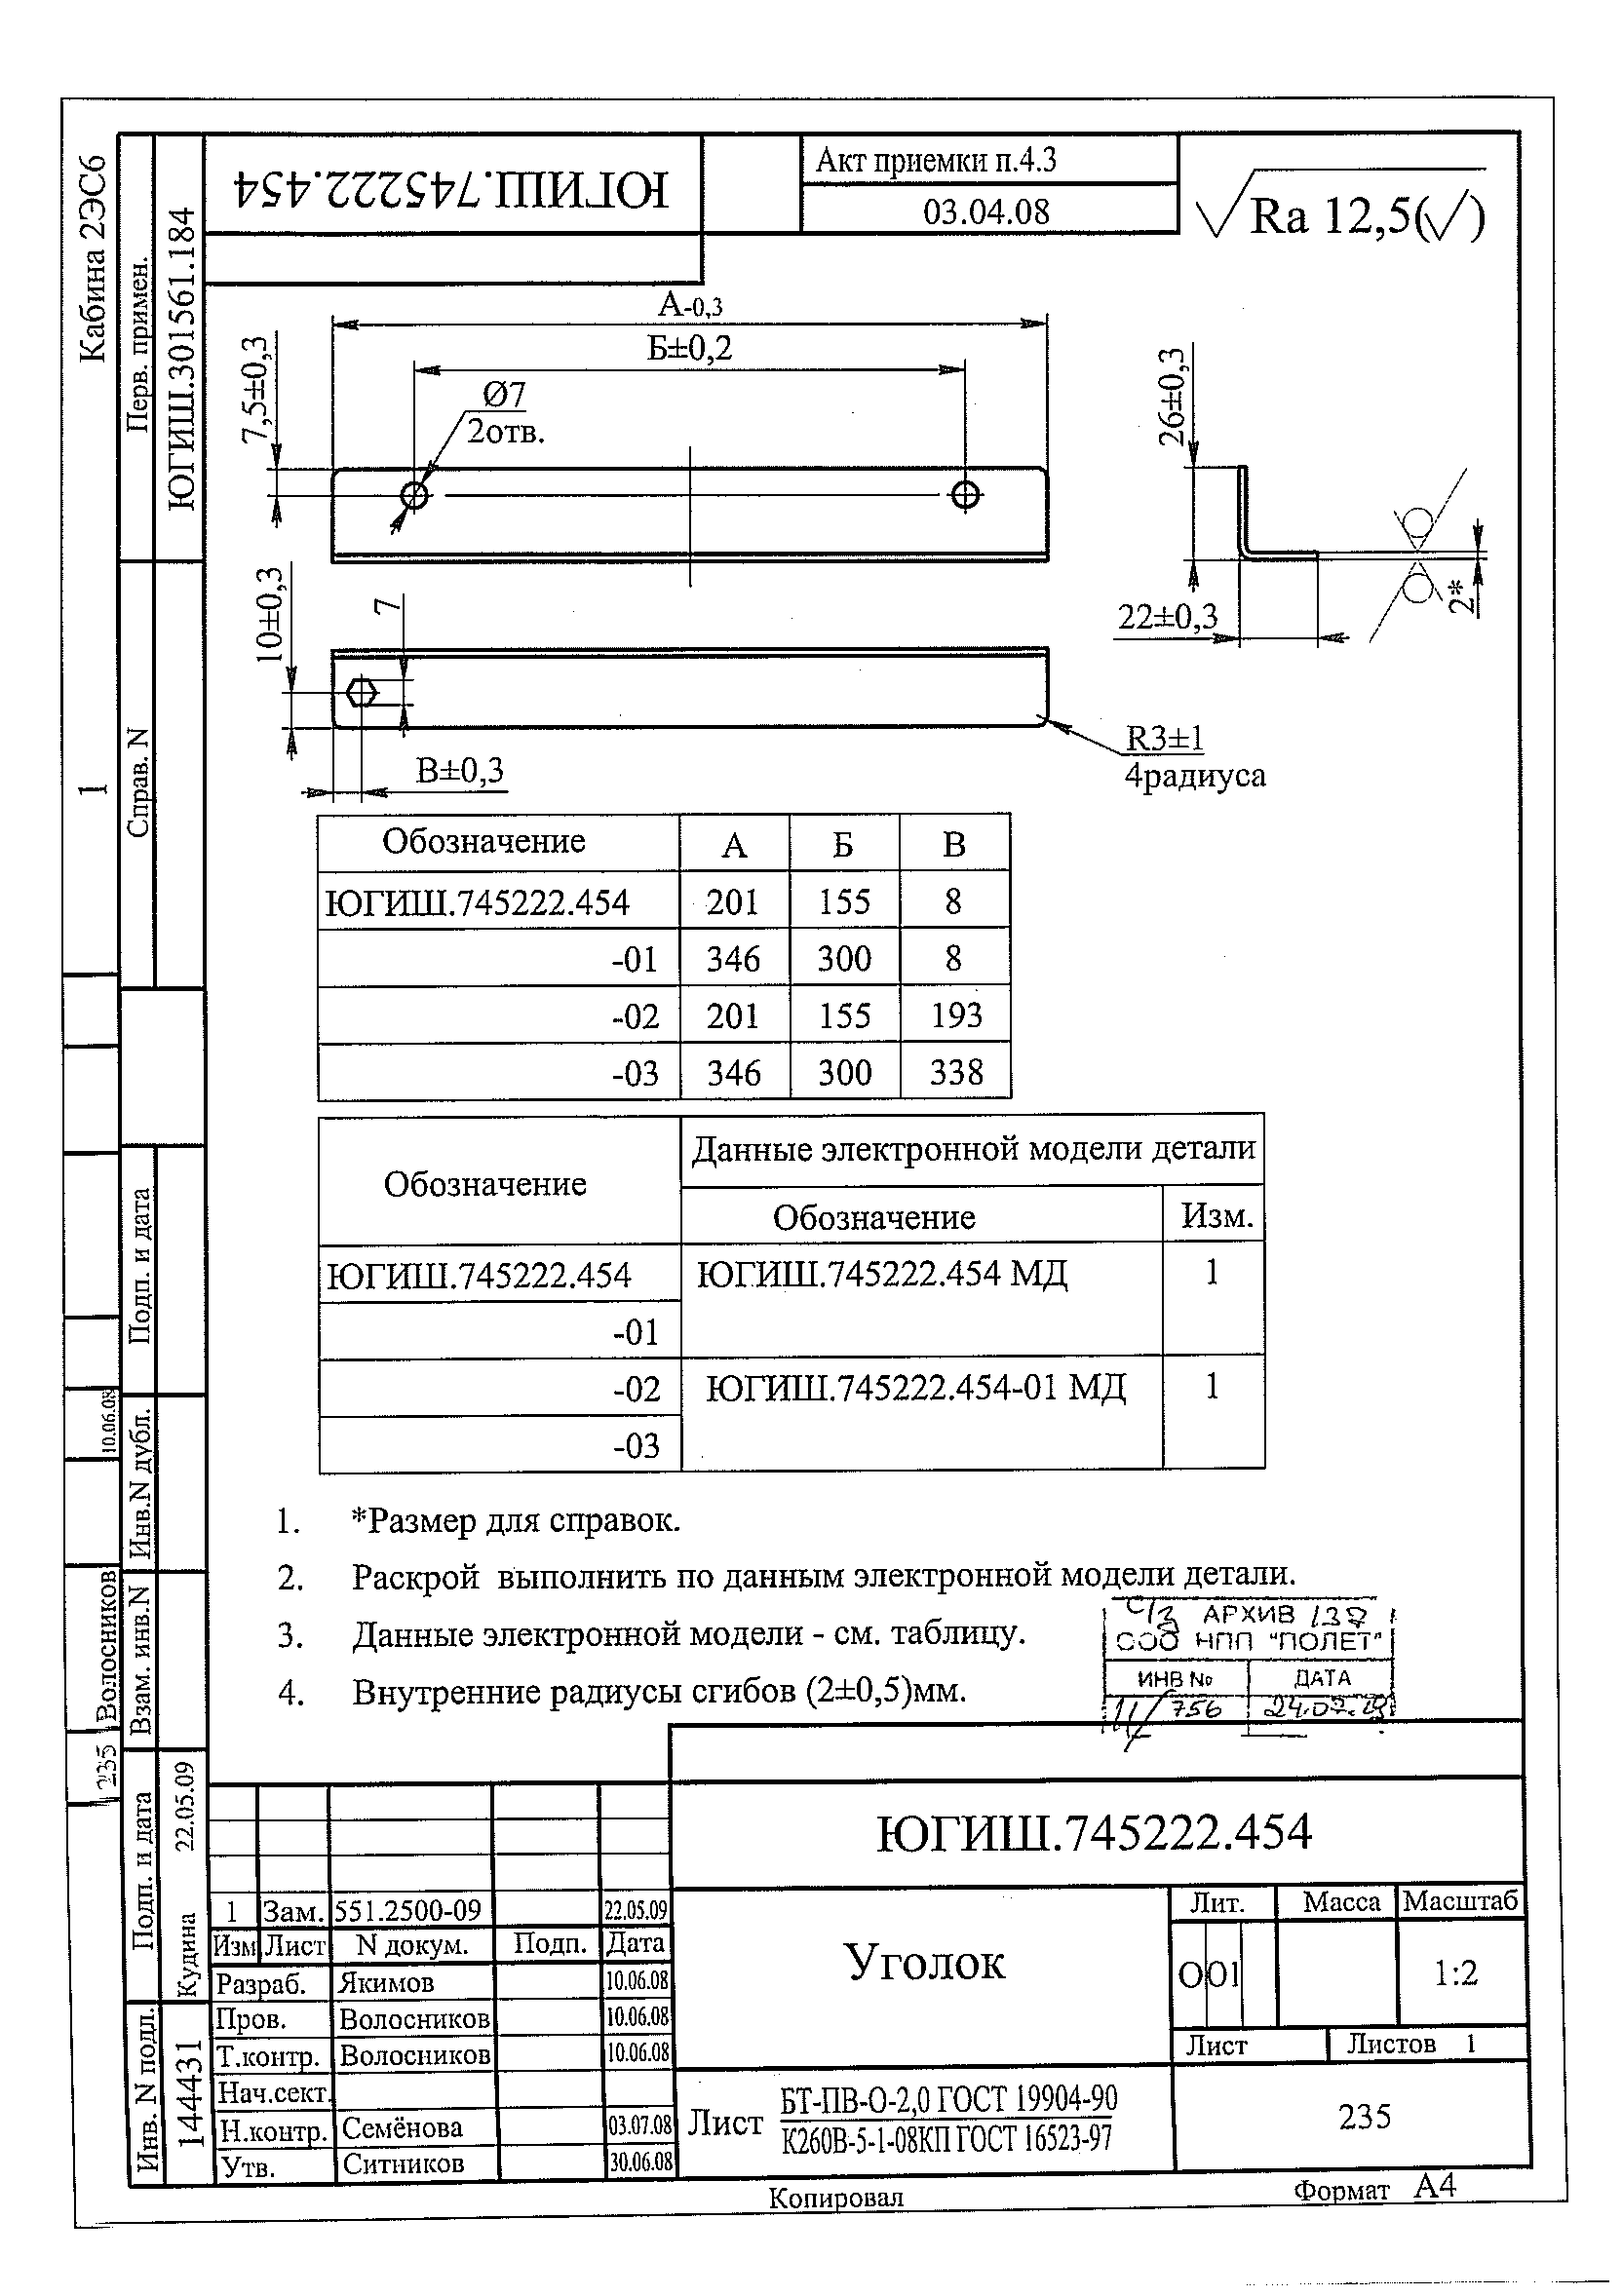 Кабина 2ЭС6
Перв. примен.
ЮГИШ.301561.184
ЮГИШ.745222.454
Акт приемки п.4.3
03.04.08
Ra 12,5(√)
А-0,3
Б±0,2
7,5±0,3
Ø7
2отв.
26±0,3
22±0,3
2*
10±0,3
7
В±0,3
R3±1
4радиуса
1
Справ. N
Обозначение А Б В
ЮГИШ.745222.454 201 155 8
-01 346 300 8
-02 201 155 193
-03 346 300 338
Обозначение
Данные электронной модели детали
Обозначение Изм.
ЮГИШ.745222.454 ЮГИШ.745222.454 МД 1
-01
-02 ЮГИШ.745222.454-01 МД 1
-03
1. *Размер для справок.
2. Раскрой выполнить по данным электронной модели детали.
3. Данные электронной модели - см. таблицу.
4. Внутренние радиусы сгибов (2±0,5)мм.
АРХИВ
ООО НПП "ПОЛЕТ"
ИНВ № ДАТА
756
Подп. и дата
10.06.08
Инв.N дубл.
Волосников
Взам. инв.N
235
Подп. и дата
Кудина 22.05.09
Инв. N подл.
144431
ЮГИШ.745222.454
1 Зам. 551.2500-09 22.05.09
Изм Лист N докум. Подп. Дата
Разраб. Якимов 10.06.08
Пров. Волосников 10.06.08
Т.контр. Волосников 10.06.08
Нач.сект.
Н.контр. Семёнова 03.07.08
Утв. Ситников 30.06.08
Уголок
Лит. Масса Масштаб
О О1 1:2
Лист Листов 1
Лист
БТ-ПВ-О-2,0 ГОСТ 19904-90
К260В-5-1-08КП ГОСТ 16523-97
235
Копировал
Формат А4